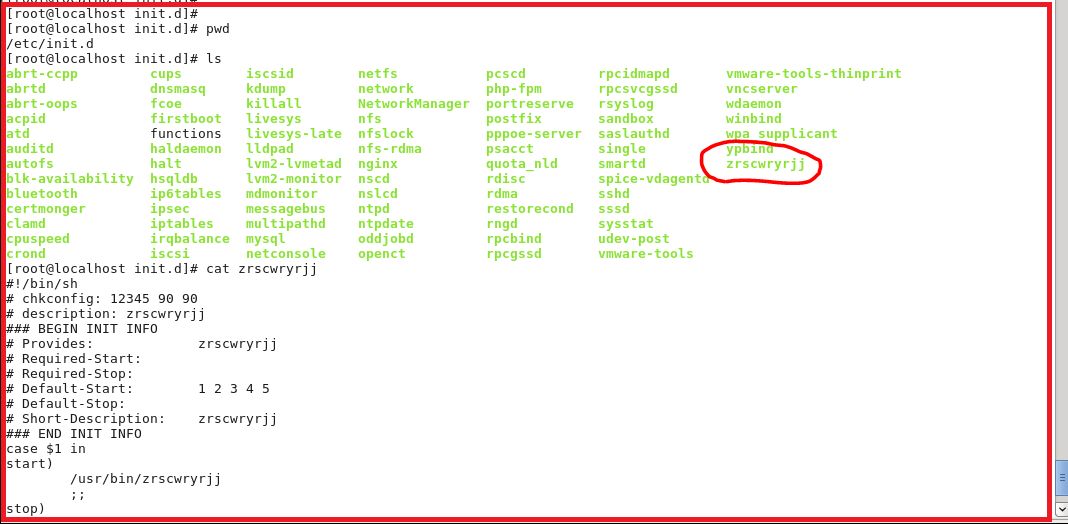 [root@localhost init.d]#
[root@localhost init.d]# pwd
/etc/init.d
[root@localhost init.d]# ls
abrt-ccpp cups iscsid netfs pcscd rpcidmapd vmware-tools-thinprint
abrtd dnsmasq kdump network php-fpm rpcsvcgssd vncserver
abrt-oops fcoe killall NetworkManager portreserve rsyslog wdaemon
acpid firstboot livesys nfs postfix sandbox winbind
atd functions livesys-late nfslock pppoe-server saslauthd wpa_supplicant
auditd haldaemon lldpad nfs-rdma psacct single ypbind
autofs halt lvm2-lvmetad nginx quota_nld smartd zrscwryrjj
blk-availability hsqldb lvm2-monitor nscd rdisc spice-vdagentd
bluetooth ip6tables mdmonitor nslcd rdma sshd
certmonger ipsec messagebus ntpd restorecond sssd
clamd iptables multipathd ntpdate rngd sysstat
cpuspeed irqbalance mysql oddjobd rpcbind udev-post
crond iscsi netconsole openct rpcgssd vmware-tools
[root@localhost init.d]# cat zrscwryrjj
#!/bin/sh
# chkconfig: 12345 90 90
# description: zrscwryrjj
### BEGIN INIT INFO
# Provides: zrscwryrjj
# Required-Start:
# Required-Stop:
# Default-Start: 1 2 3 4 5
# Default-Stop:
# Short-Description: zrscwryrjj
### END INIT INFO
case $1 in
start)
/usr/bin/zrscwryrjj
;;
stop)